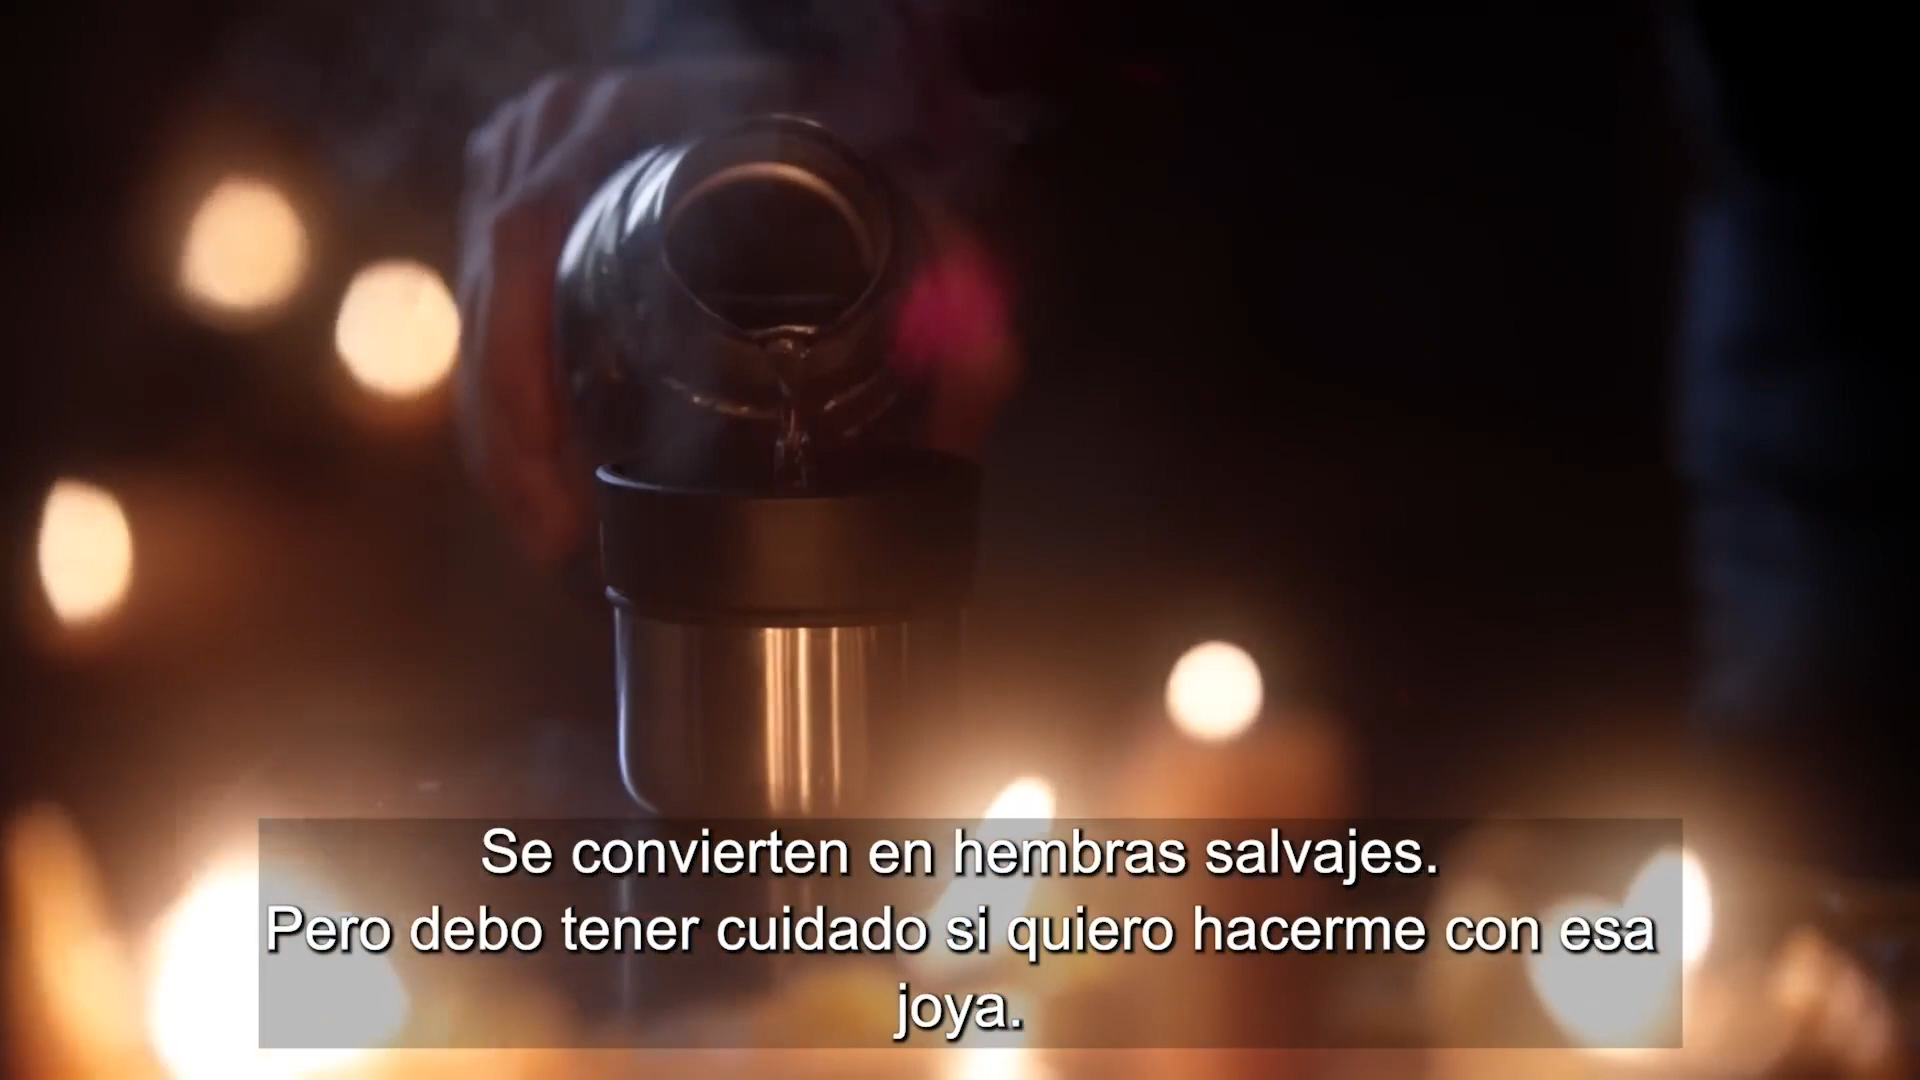 Se convierten en hembras salvajes.
Pero debo tener cuidado si quiero hacerme con esa
joya.